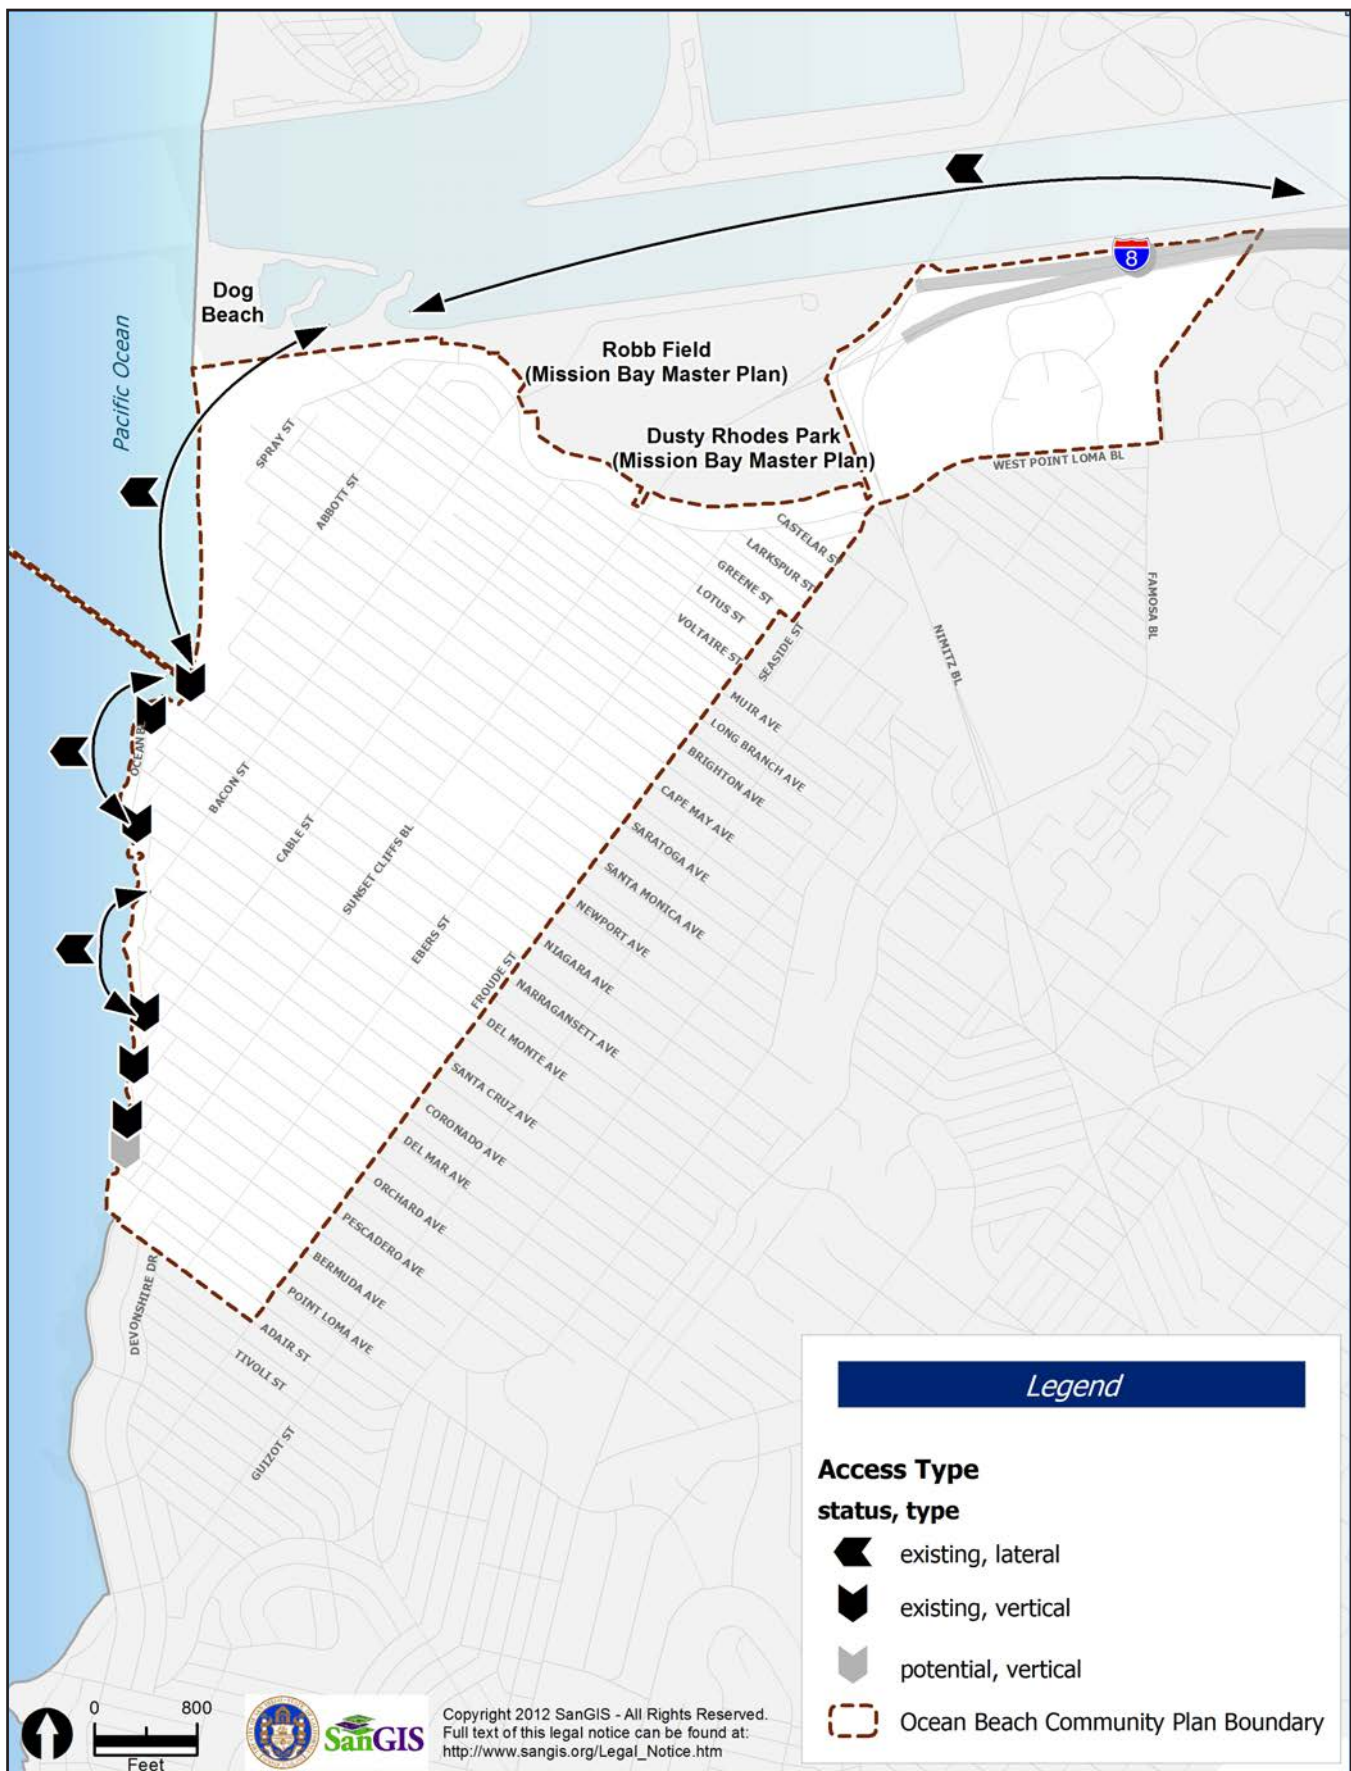 8
Dog
Beach
Pacific Ocean
Robb Field
(Mission Bay Master Plan)
Dusty Rhodes Park
(Mission Bay Master Plan)
WEST POINT LOMA BL
SPRAY ST
ABBOTT ST
CASTELAR ST
LARKSPUR ST
GREENE ST
LOTUS ST
VOLTAIRE ST
SEASIDE ST
NIMITZ BL
FAMOSA BL
MUIR AVE
LONG BRANCH AVE
BRIGHTON AVE
CAPE MAY AVE
SARATOGA AVE
SANTA MONICA AVE
NEWPORT AVE
NIAGARA AVE
NARRAGANSETT AVE
DEL MONTE AVE
SANTA CRUZ AVE
CORONADO AVE
DEL MAR AVE
ORCHARD AVE
PESCADERO AVE
BERMUDA AVE
POINT LOMA AVE
ADAIR ST
TIVOLI ST
GUIZOT ST
DEVONSHIRE DR
OCEAN BL
BACON ST
CABLE ST
SUNSET CLIFFS BL
EBERS ST
FROUDE ST
Legend
Access Type
status, type
existing, lateral
existing, vertical
potential, vertical
Ocean Beach Community Plan Boundary
0 800
Feet
SanGIS
Copyright 2012 SanGIS - All Rights Reserved.
Full text of this legal notice can be found at:
http://www.sangis.org/Legal_Notice.htm